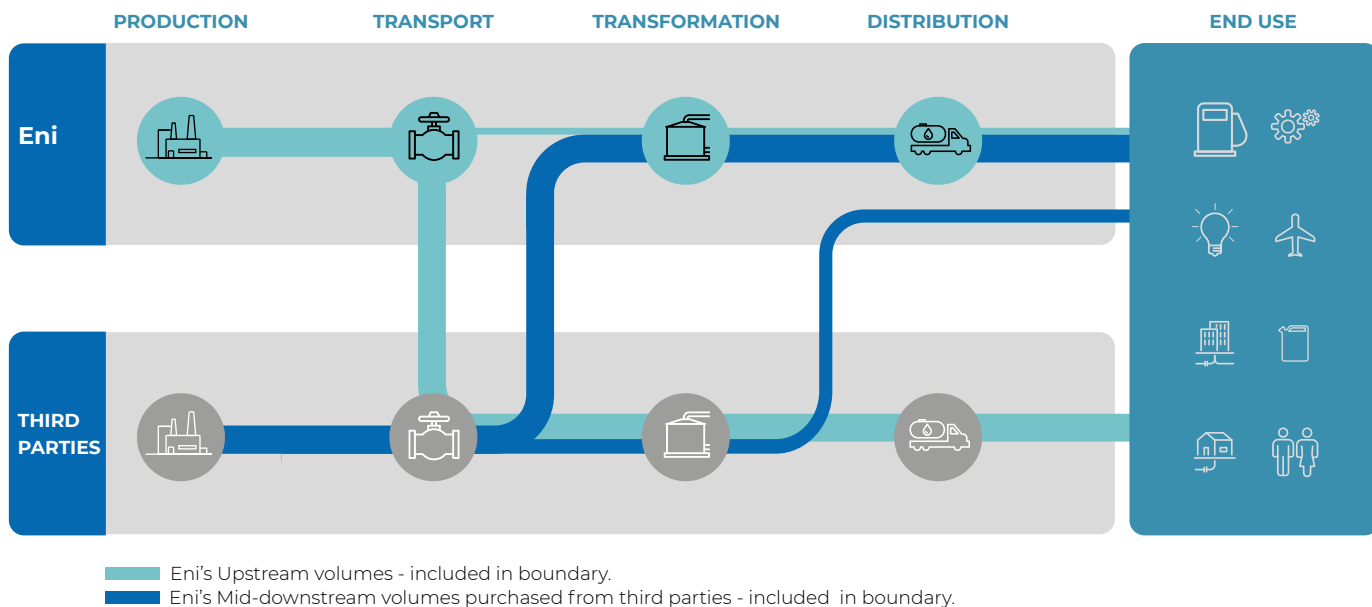 PRODUCTION TRANSPORT TRANSFORMATION DISTRIBUTION END USE
Eni
THIRD
PARTIES
Eni's Upstream volumes - included in boundary.
Eni's Mid-downstream volumes purchased from third parties - included in boundary.